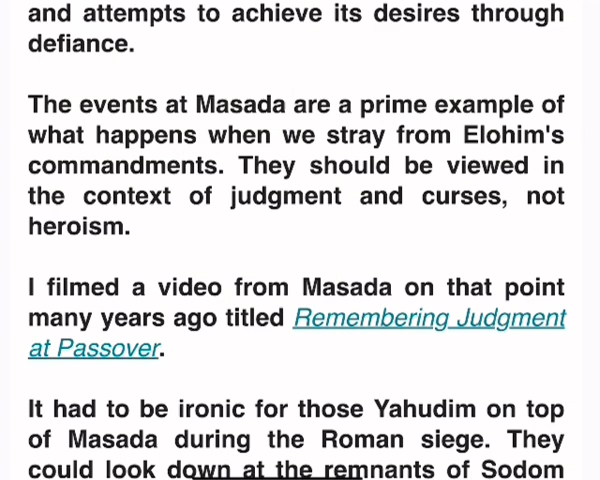 and attempts to achieve its desires through
defiance.
The events at Masada are a prime example of
what happens when we stray from Elohim's
commandments. They should be viewed in
the context of judgment and curses, not
heroism.
I filmed a video from Masada on that point
many years ago titled Remembering Judgment
at Passover.
It had to be ironic for those Yahudim on top
of Masada during the Roman siege. They
could look down at the remnants of Sodom